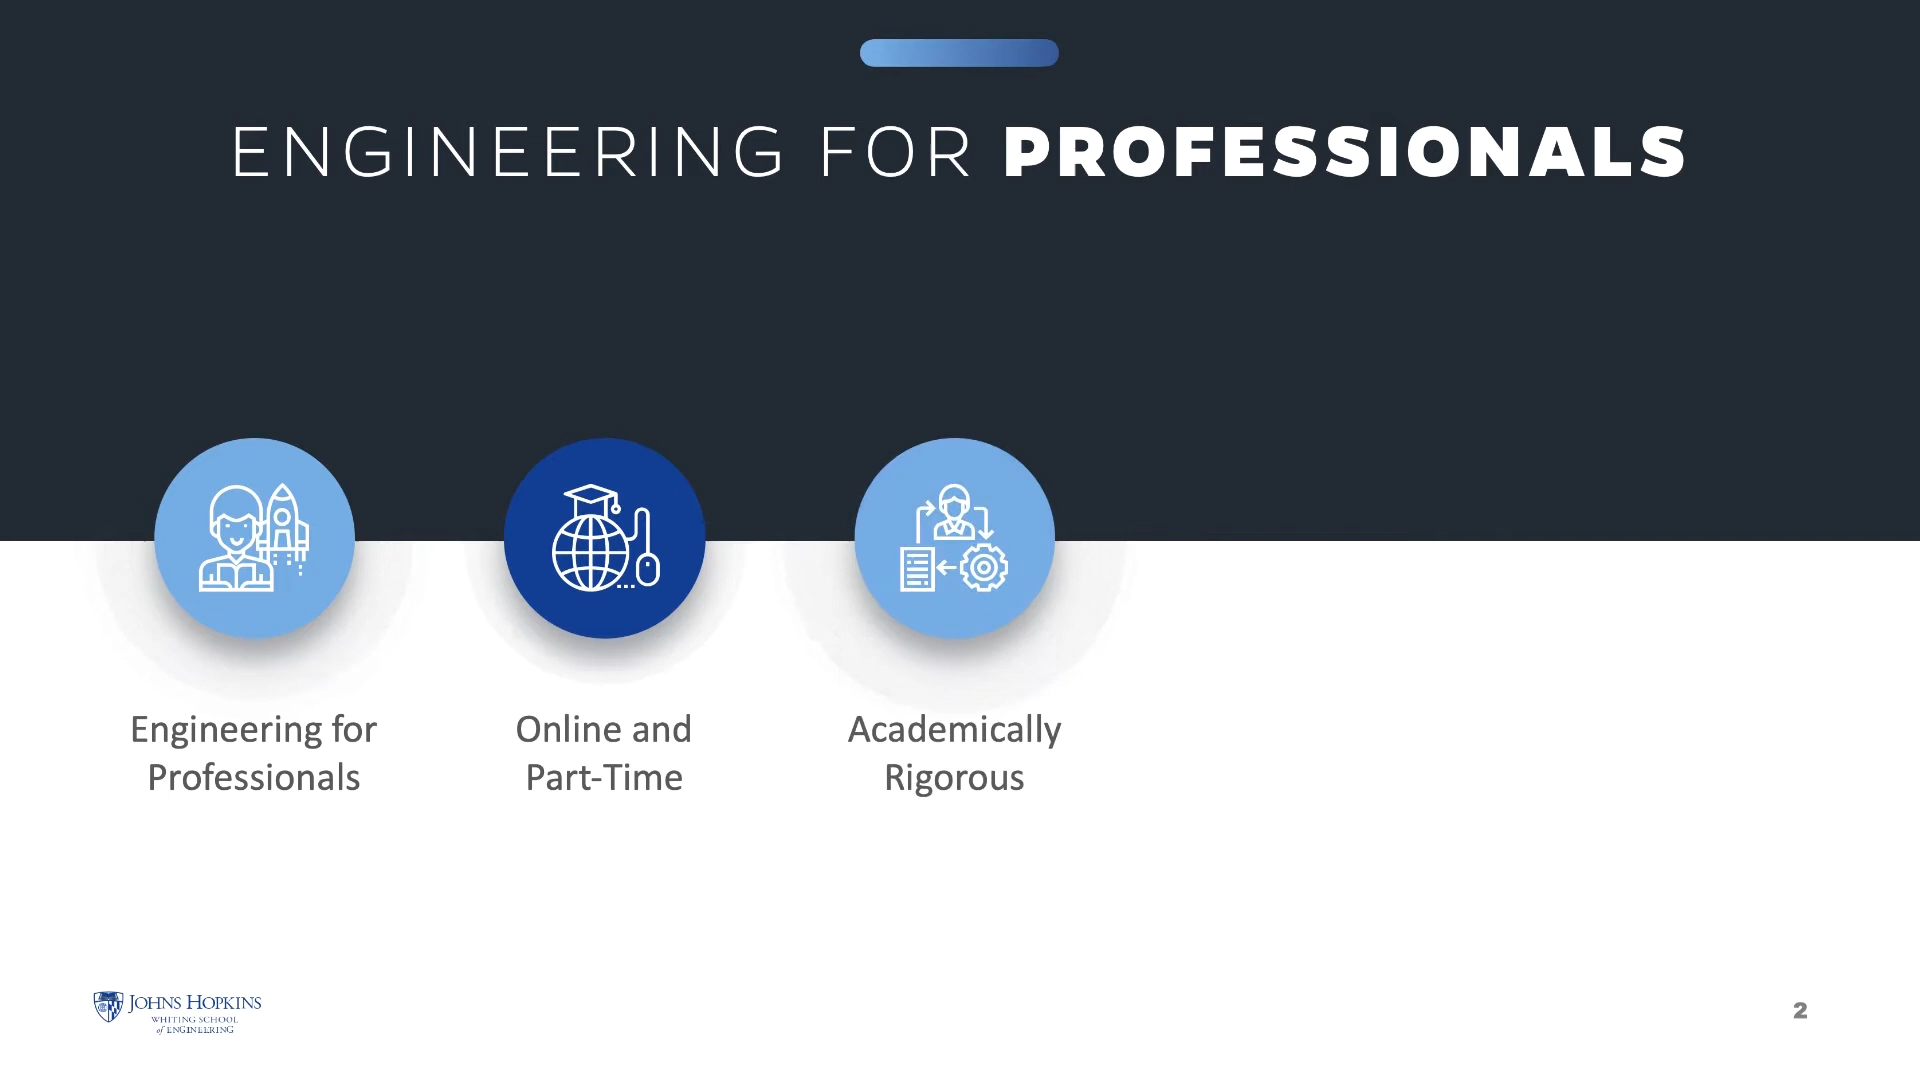 ENGINEERING FOR PROFESSIONALS
Engineering for
Professionals
Online and
Part-Time
Academically
Rigorous
JOHNS HOPKINS
WHITING SCHOOL
of ENGINEERING
2